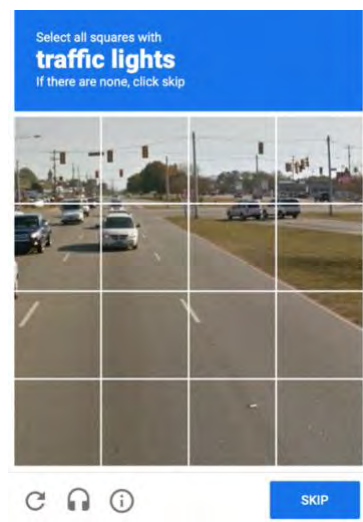 Select all squares with
traffic lights
If there are none, click skip
SKIP